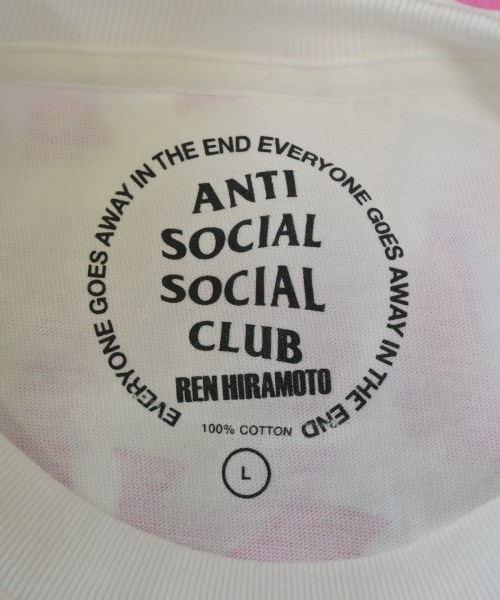 EVERYONE GOES AWAY IN THE END EVERYONE GOES AWAY IN THE END
ANTI
SOCIAL
SOCIAL
CLUB
REN HIRAMOTO
100% COTTON
L